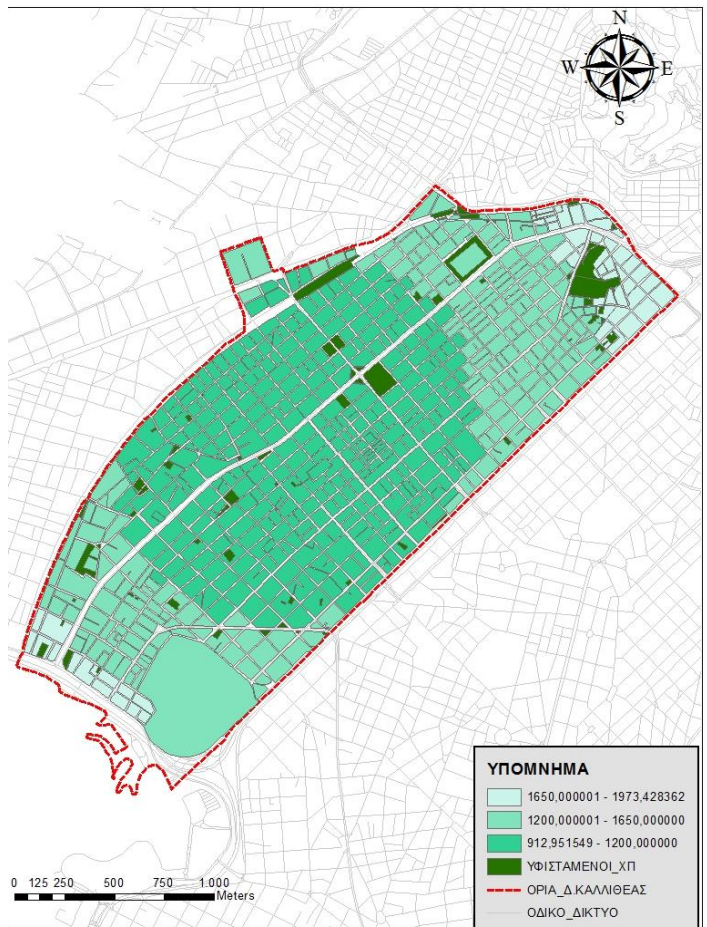 N
W E
S
ΥΠΟΜΝΗΜΑ
1650,000001 - 1973,428362
1200,000001 - 1650,000000
912,951549 - 1200,000000
ΥΦΙΣΤΑΜΕΝΟΙ_ΧΠ
ΟΡΙΑ_Δ.ΚΑΛΛΙΘΕΑΣ
ΟΔΙΚΟ_ΔΙΚΤΥΟ
0 125 250 500 750 1.000
Meters